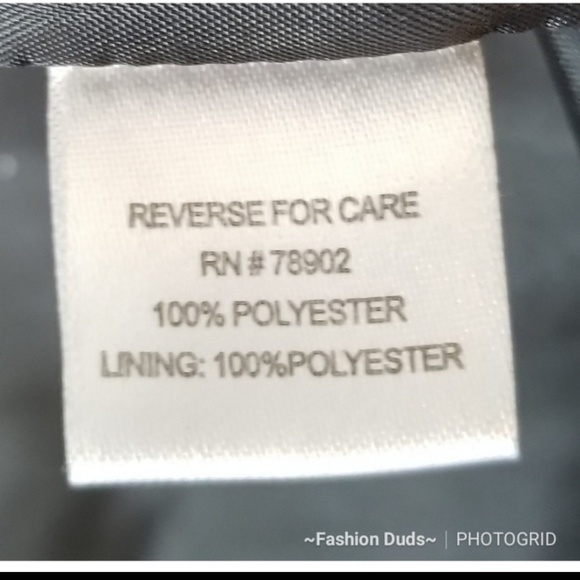 REVERSE FOR CARE
RN # 78902
100% POLYESTER
LINING: 100%POLYESTER
~Fashion Duds~ | PHOTOGRID